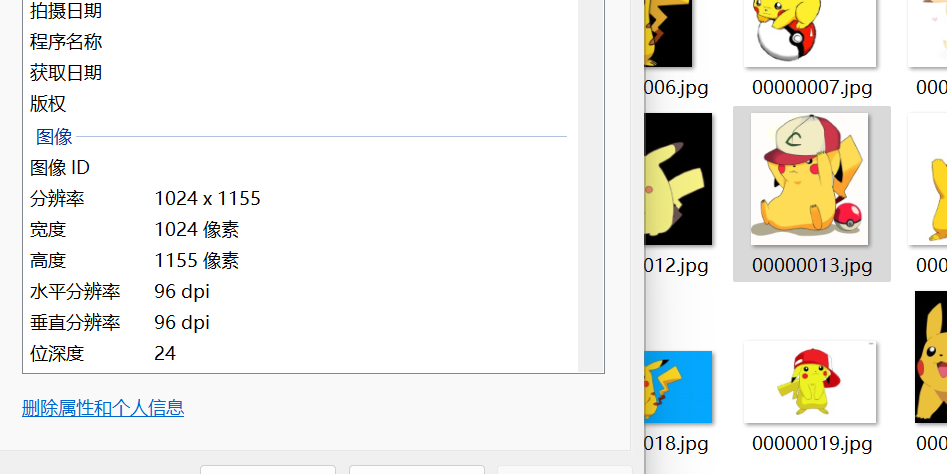 拍摄日期
程序名称
获取日期
版权
图像
图像 ID
分辨率 1024 x 1155
宽度 1024 像素
高度 1155 像素
水平分辨率 96 dpi
垂直分辨率 96 dpi
位深度 24
删除属性和个人信息
006.jpg 00000007.jpg 000
012.jpg 00000013.jpg 000
018.jpg 00000019.jpg 000